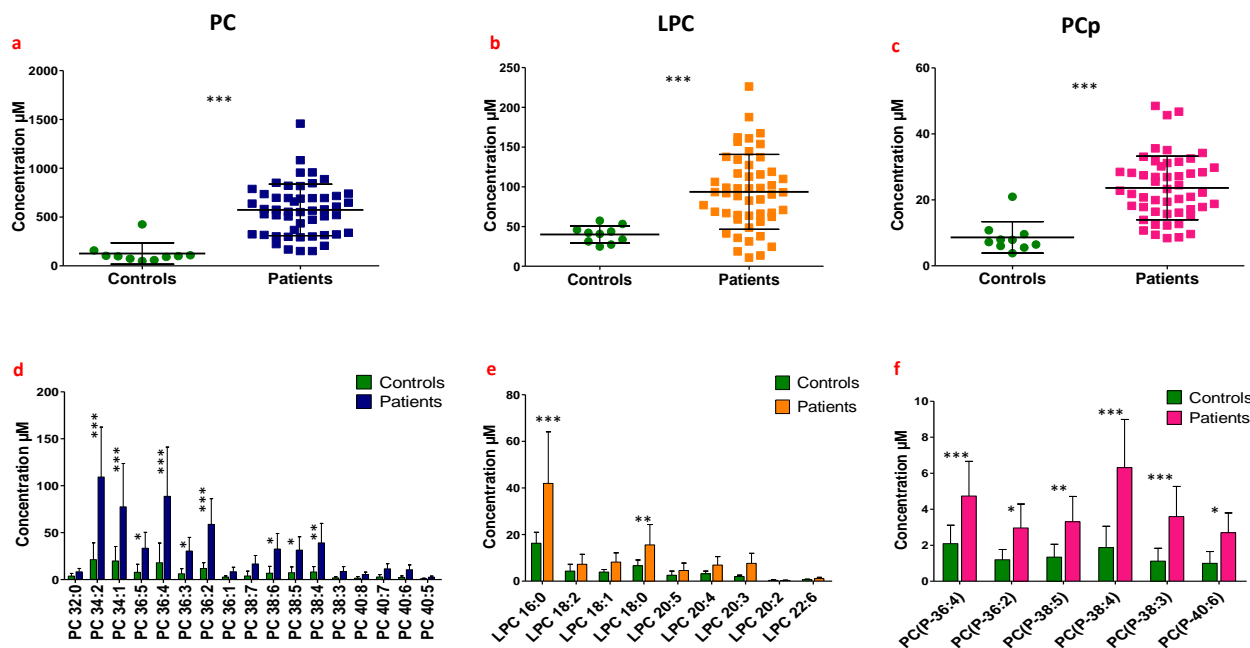 PC
LPC
PCp
a
b
c
Concentration µM
2000
1500
1000
500
0
***
Controls
Patients
Concentration µM
250
200
150
100
50
0
***
Controls
Patients
Concentration µM
60
40
20
0
***
Controls
Patients
d
Controls
Patients
Concentration µM
200
150
100
50
0
***
***
*
***
*
***
*
*
**
PC 32:0
PC 34:2
PC 34:1
PC 36:5
PC 36:4
PC 36:3
PC 36:2
PC 36:1
PC 38:7
PC 38:6
PC 38:5
PC 38:4
PC 38:3
PC 40:8
PC 40:7
PC 40:6
PC 40:5
e
Controls
Patients
Concentration µM
80
60
40
20
0
***
**
LPC 16:0
LPC 18:2
LPC 18:1
LPC 18:0
LPC 20:5
LPC 20:4
LPC 20:3
LPC 20:2
LPC 22:6
f
Controls
Patients
Concentration µM
10
8
6
4
2
0
***
*
**
***
***
*
PC(P-36:4)
PC(P-36:2)
PC(P-38:5)
PC(P-38:4)
PC(P-38:3)
PC(P-40:6)